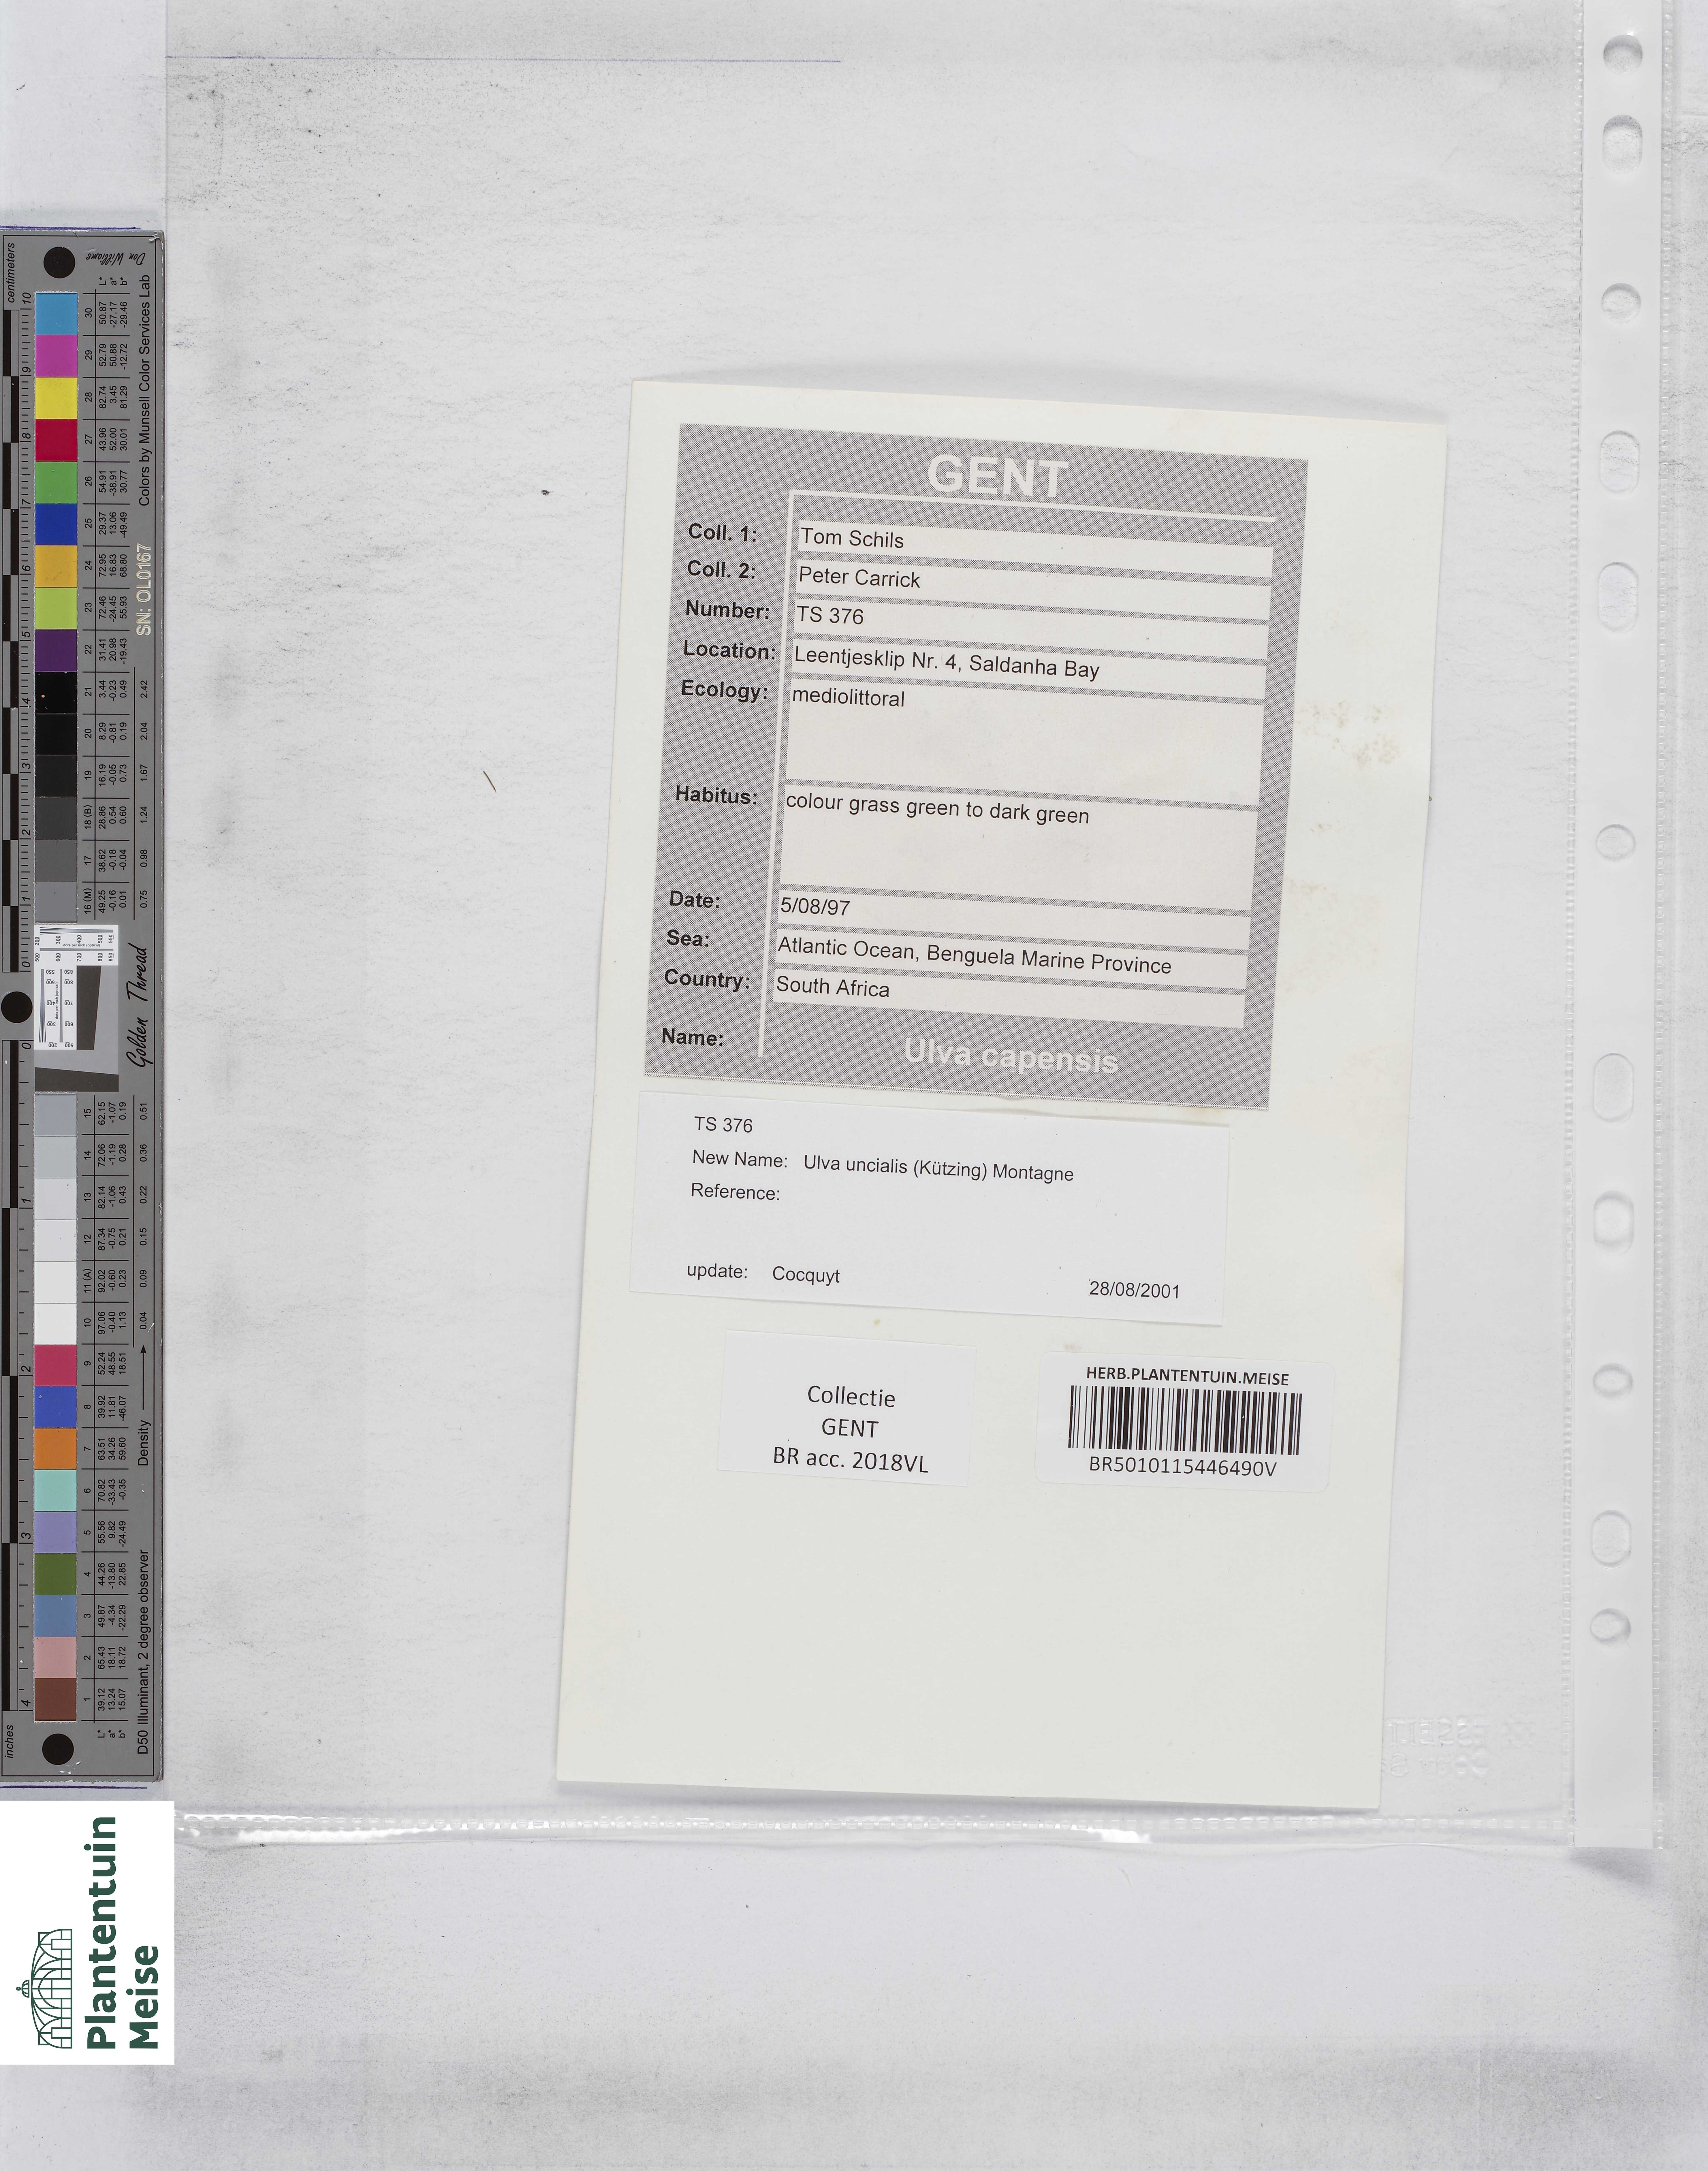 GENT
Coll. 1: Tom Schils
Coll. 2: Peter Carrick
Number: TS 376
Location: Leentjesklip Nr. 4, Saldanha Bay
Ecology: mediolittoral
Habitus: colour grass green to dark green
Date: 5/08/97
Sea: Atlantic Ocean, Benguela Marine Province
Country: South Africa
Name: Ulva capensis
TS 376
New Name: Ulva uncialis (Kützing) Montagne
Reference:
update: Cocquyt 28/08/2001
Collectie
GENT
BR acc. 2018VL
HERB.PLANTENTUIN.MEISE
BR5010115446490V
centimeters
Don Williams
Colors by Munsell Color Services Lab
SN: OL0167
Golden Thread
Density
D50 Illuminant, 2 degree observer
inches
Plantentuin
Meise